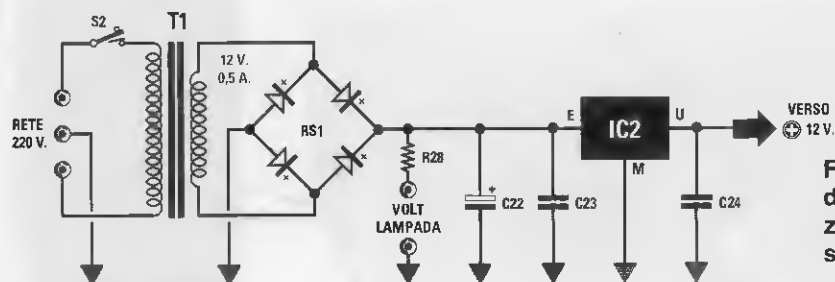 S2
T1
12 V.
0,5 A.
RETE
220 V.
RS1
R28
VOLT
LAMPADA
C22
+
C23
E
IC2
U
M
C24
VERSO
12 V.
F
d
z
s